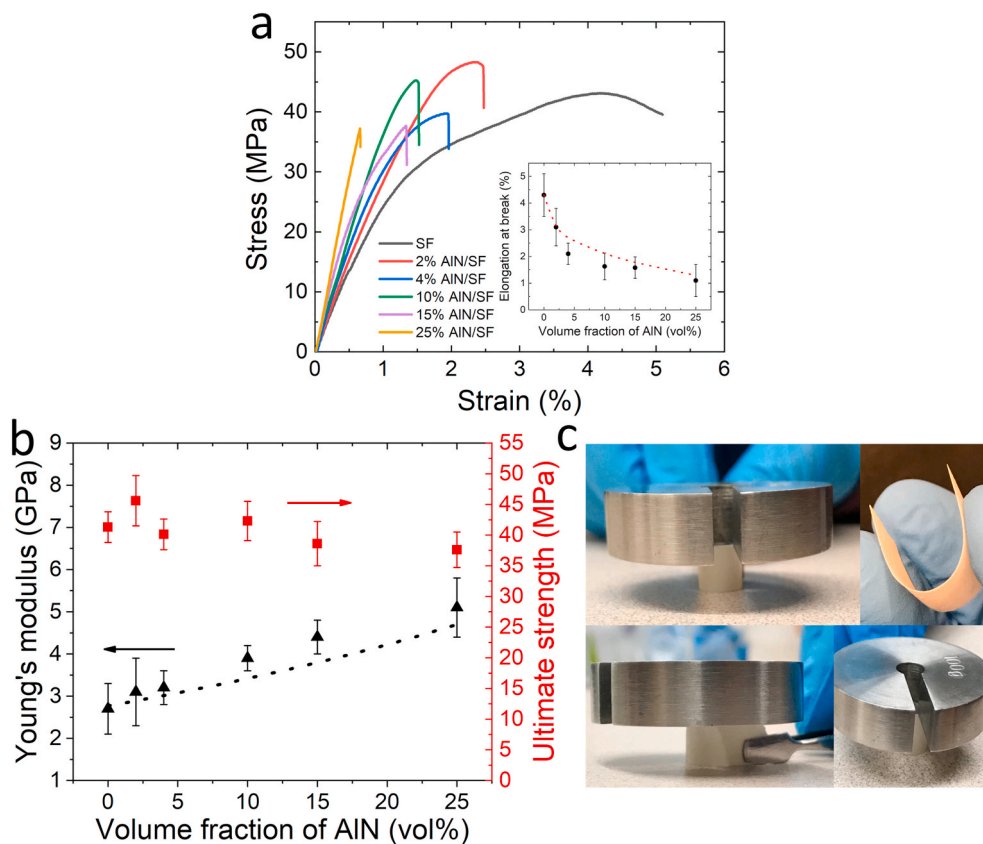 a
Stress (MPa)
50
40
30
20
10
0
0 1 2 3 4 5 6
Strain (%)
SF
2% AlN/SF
4% AlN/SF
10% AlN/SF
15% AlN/SF
25% AlN/SF
Elongation at break (%)
5
4
3
2
1
0
0 5 10 15 20 25
Volume fraction of AlN (vol%)
b
Young's modulus (GPa)
9
8
7
6
5
4
3
2
1
0 5 10 15 20 25
Volume fraction of AlN (vol%)
55
50
45
40
35
30
25
20
15
10
5
0
Ultimate strength (MPa)
c